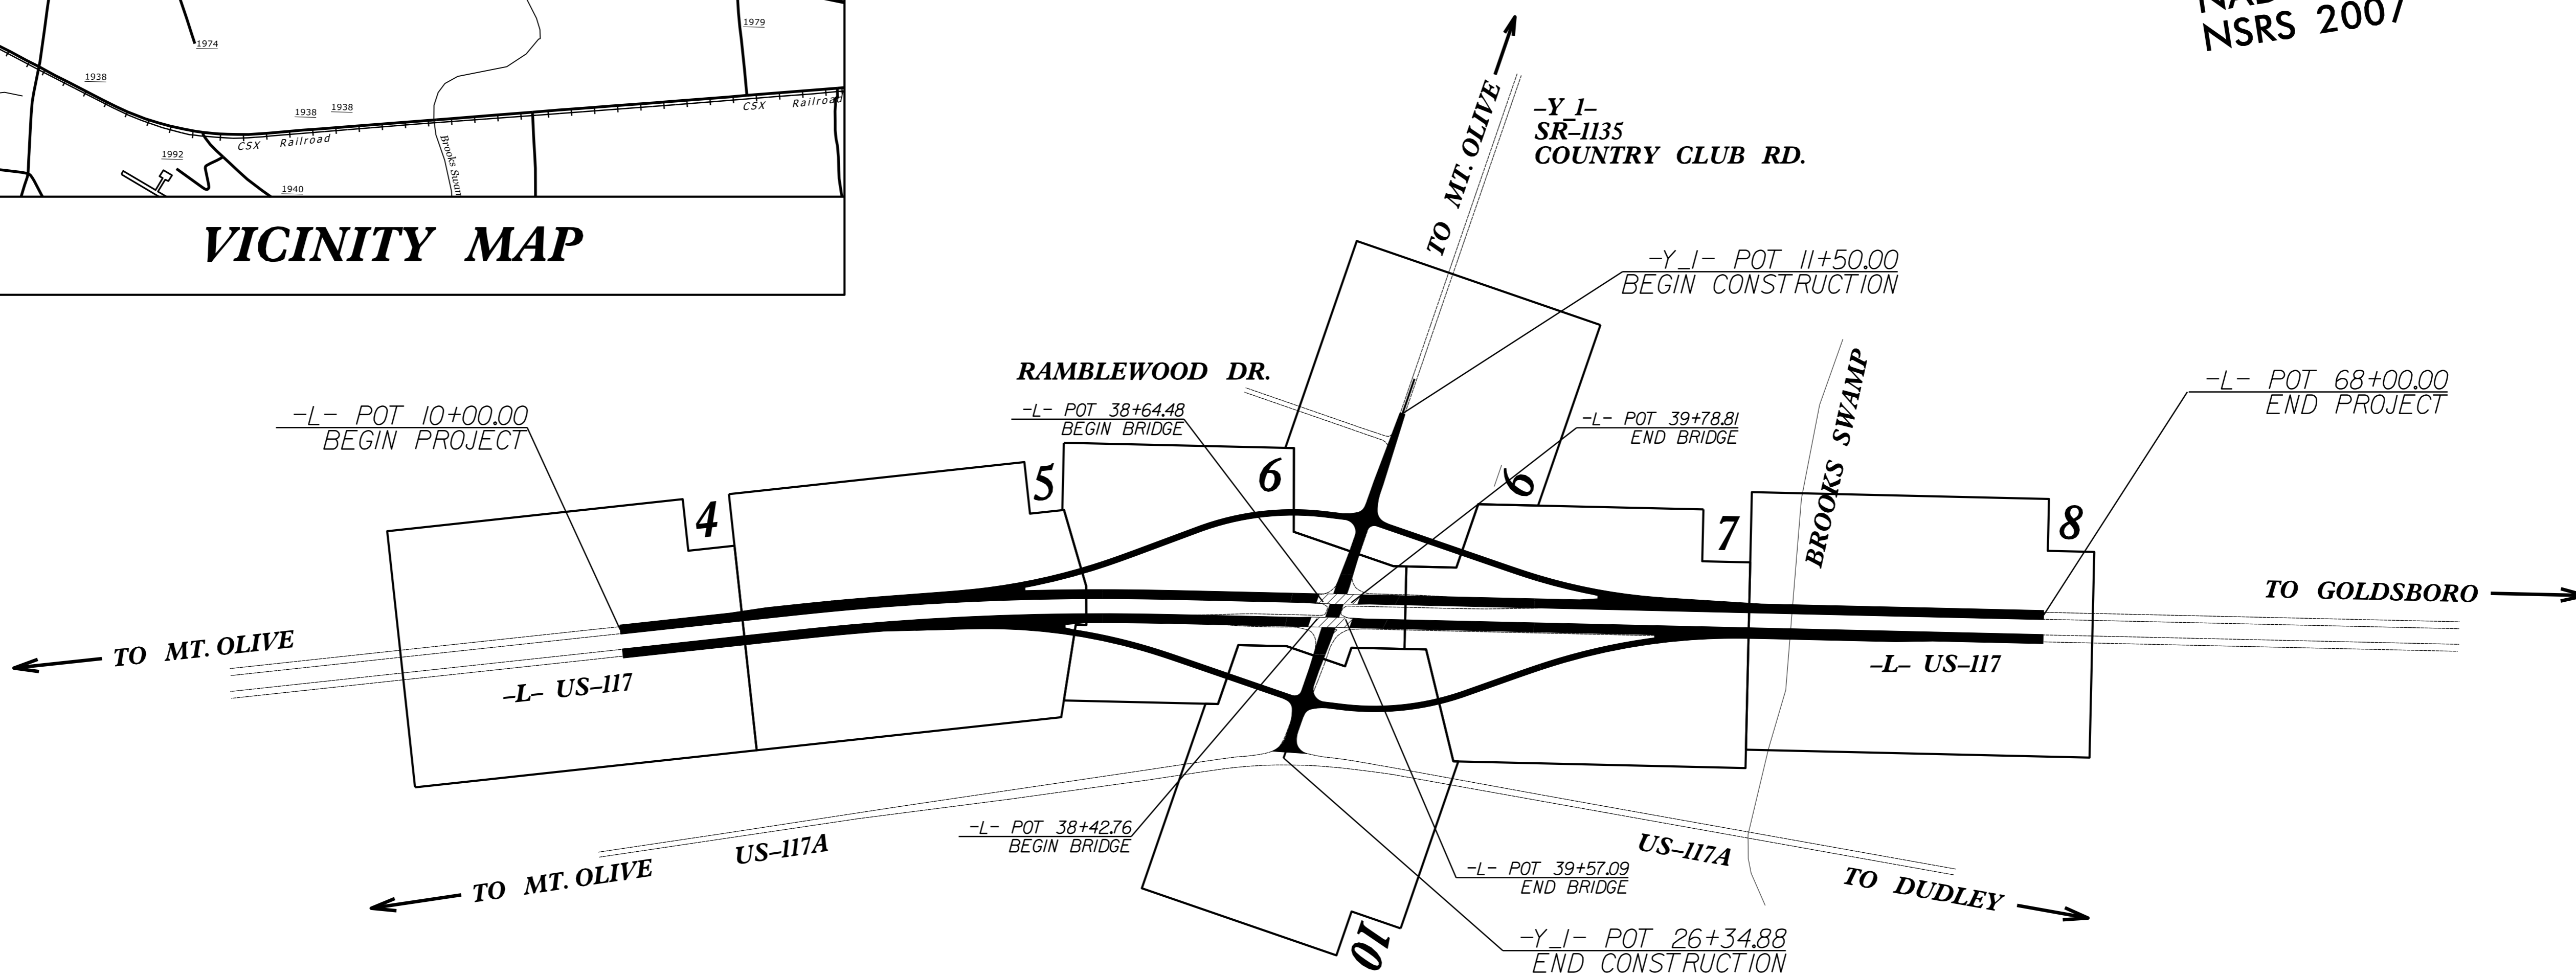 1974
1938
1938
1938
1979
CSX Railroad
CSX Railroad
1992
1940
Brooks Swam
VICINITY MAP
NSRS 2007
TO MT. OLIVE
–Y_1–
SR–1135
COUNTRY CLUB RD.
-Y_1- POT 11+50.00
BEGIN CONSTRUCTION
RAMBLEWOOD DR.
-L- POT 38+64.48
BEGIN BRIDGE
-L- POT 39+78.81
END BRIDGE
-L- POT 10+00.00
BEGIN PROJECT
-L- POT 68+00.00
END PROJECT
BROOKS SWAMP
4
5
6
9
7
8
TO GOLDSBORO
TO MT. OLIVE
–L– US–117
–L– US–117
-L- POT 38+42.76
BEGIN BRIDGE
US–117A
TO MT. OLIVE
-L- POT 39+57.09
END BRIDGE
US–117A
TO DUDLEY
10
-Y_1- POT 26+34.88
END CONSTRUCTION